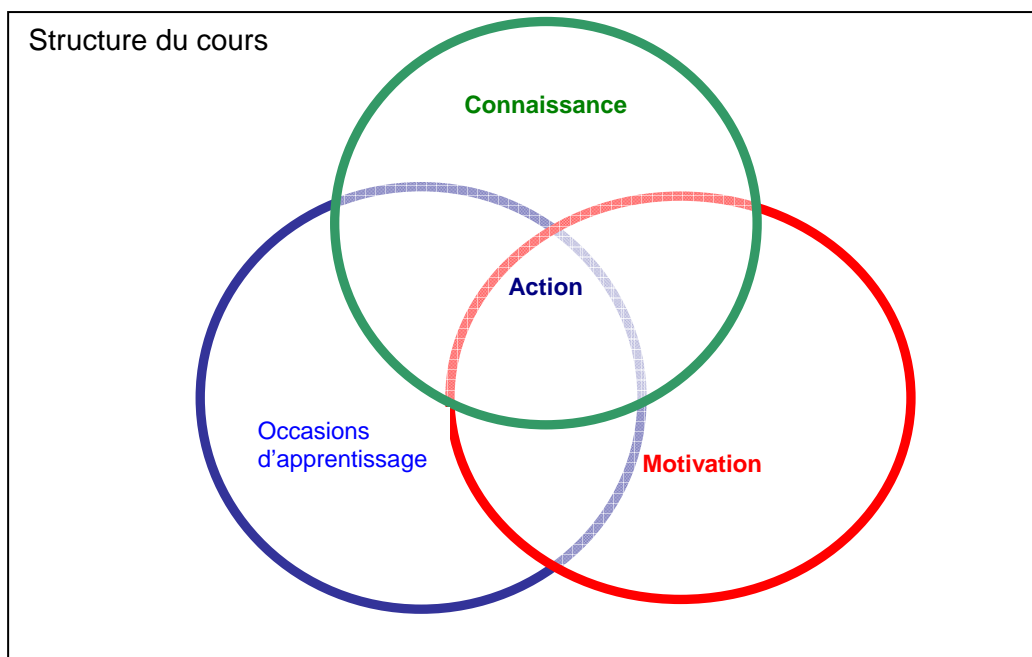 Structure du cours
Connaissance
Action
Occasions
d’apprentissage
Motivation